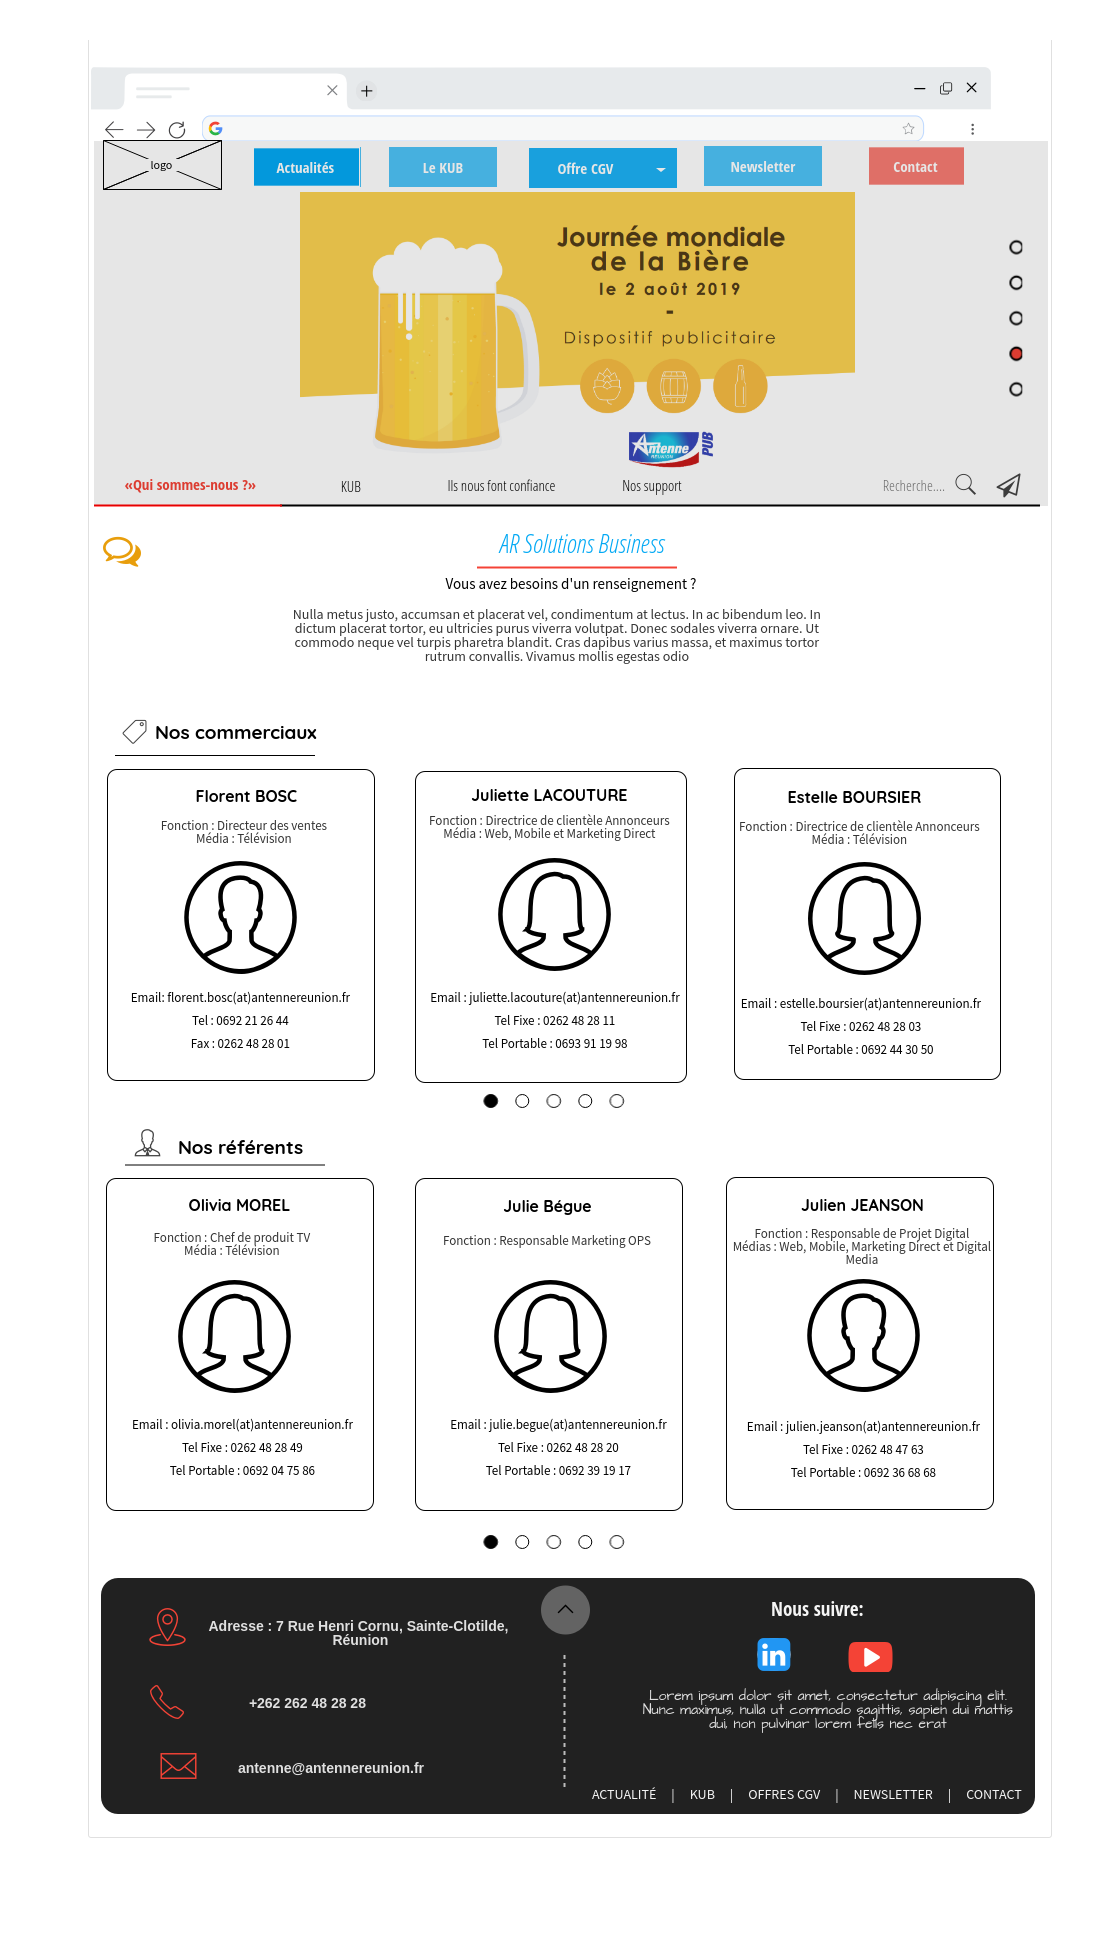 logo
Actualités
Le KUB
Offre CGV
Newsletter
Contact
Journée mondiale
de la Bière
le 2 août 2019
-
Dispositif publicitaire
Antenne
RÉUNION
PUB
«Qui sommes-nous ?»
KUB
Ils nous font confiance
Nos support
Recherche....
AR Solutions Business
Vous avez besoins d'un renseignement ?
Nulla metus justo, accumsan et placerat vel, condimentum at lectus. In ac bibendum leo. In
dictum placerat tortor, eu ultricies purus viverra volutpat. Donec sodales viverra ornare. Ut
commodo neque vel turpis pharetra blandit. Cras dapibus varius massa, et maximus tortor
rutrum convallis. Vivamus mollis egestas odio
Nos commerciaux
Florent BOSC
Fonction : Directeur des ventes
Média : Télévision
Email: florent.bosc(at)antennereunion.fr
Tel : 0692 21 26 44
Fax : 0262 48 28 01
Juliette LACOUTURE
Fonction : Directrice de clientèle Annonceurs
Média : Web, Mobile et Marketing Direct
Email : juliette.lacouture(at)antennereunion.fr
Tel Fixe : 0262 48 28 11
Tel Portable : 0693 91 19 98
Estelle BOURSIER
Fonction : Directrice de clientèle Annonceurs
Média : Télévision
Email : estelle.boursier(at)antennereunion.fr
Tel Fixe : 0262 48 28 03
Tel Portable : 0692 44 30 50
Nos référents
Olivia MOREL
Fonction : Chef de produit TV
Média : Télévision
Email : olivia.morel(at)antennereunion.fr
Tel Fixe : 0262 48 28 49
Tel Portable : 0692 04 75 86
Julie Bégue
Fonction : Responsable Marketing OPS
Email : julie.begue(at)antennereunion.fr
Tel Fixe : 0262 48 28 20
Tel Portable : 0692 39 19 17
Julien JEANSON
Fonction : Responsable de Projet Digital
Médias : Web, Mobile, Marketing Direct et Digital
Media
Email : julien.jeanson(at)antennereunion.fr
Tel Fixe : 0262 48 47 63
Tel Portable : 0692 36 68 68
Adresse : 7 Rue Henri Cornu, Sainte-Clotilde,
Réunion
+262 262 48 28 28
antenne@antennereunion.fr
Nous suivre:
in
Lorem ipsum dolor sit amet, consectetur adipiscing elit.
Nunc maximus, nulla ut commodo sagittis, sapien dui mattis
dui, non pulvinar lorem felis nec erat
ACTUALITÉ | KUB | OFFRES CGV | NEWSLETTER | CONTACT